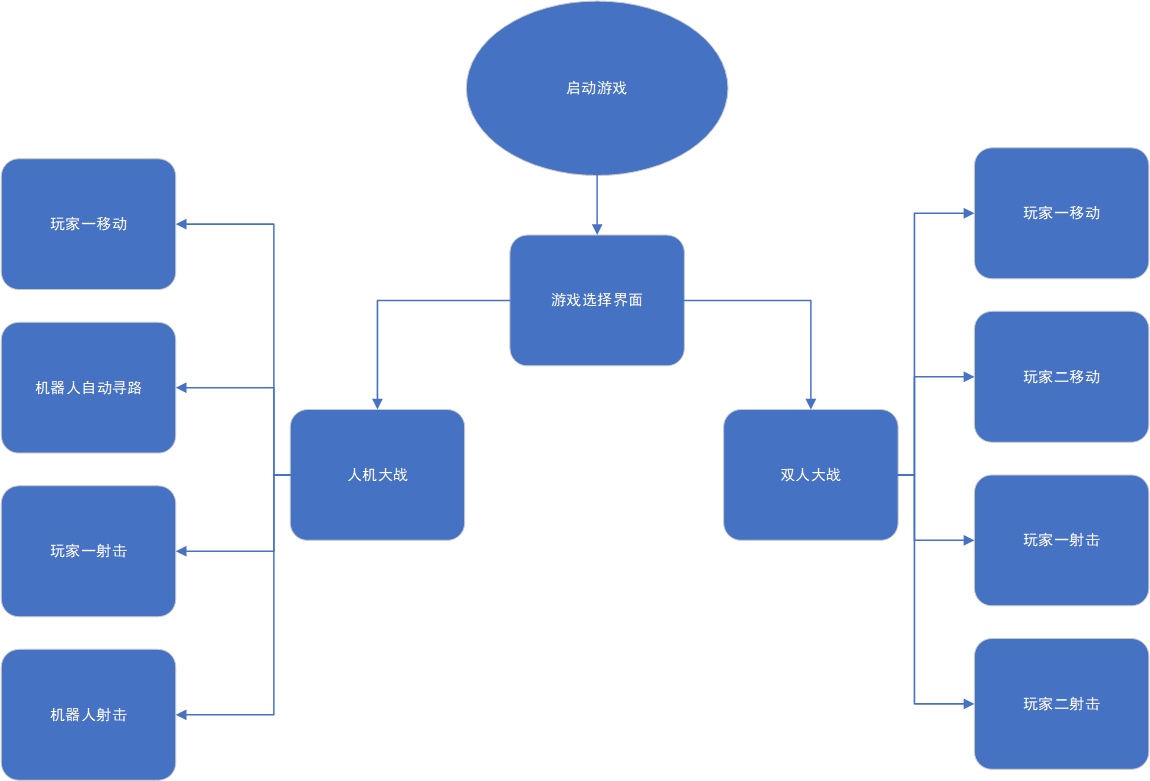 启动游戏
游戏选择界面
人机大战
双人大战
玩家一移动
机器人自动寻路
玩家一射击
机器人射击
玩家一移动
玩家二移动
玩家一射击
玩家二射击